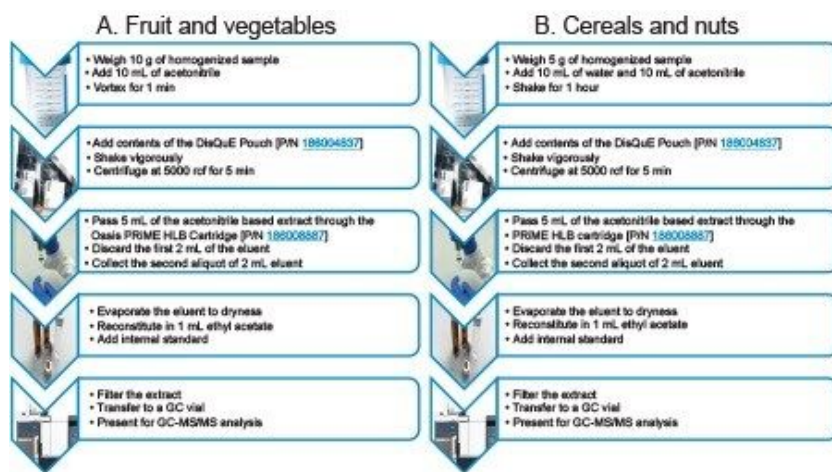 A. Fruit and vegetables
• Weigh 10 g of homogenized sample
• Add 10 mL of acetonitrile
• Vortex for 1 min
• Add contents of the DisQuE Pouch [P/N 186004837]
• Shake vigorously
• Centrifuge at 5000 rcf for 5 min
• Pass 5 mL of the acetonitrile based extract through the
Oasis PRiME HLB Cartridge [P/N 186008887]
• Discard the first 2 mL of the eluent
• Collect the second aliquot of 2 mL eluent
• Evaporate the eluent to dryness
• Reconstitute in 1 mL ethyl acetate
• Add internal standard
• Filter the extract
• Transfer to a GC vial
• Present for GC-MS/MS analysis
B. Cereals and nuts
• Weigh 5 g of homogenized sample
• Add 10 mL of water and 10 mL of acetonitrile
• Shake for 1 hour
• Add contents of the DisQuE Pouch [P/N 186004837]
• Shake vigorously
• Centrifuge at 5000 rcf for 5 min
• Pass 5 mL of the acetonitrile based extract through the
PRiME HLB cartridge [P/N 186008887]
• Discard the first 2 mL of the eluent
• Collect the second aliquot of 2 mL eluent
• Evaporate the eluent to dryness
• Reconstitute in 1 mL ethyl acetate
• Add internal standard
• Filter the extract
• Transfer to a GC vial
• Present for GC-MS/MS analysis